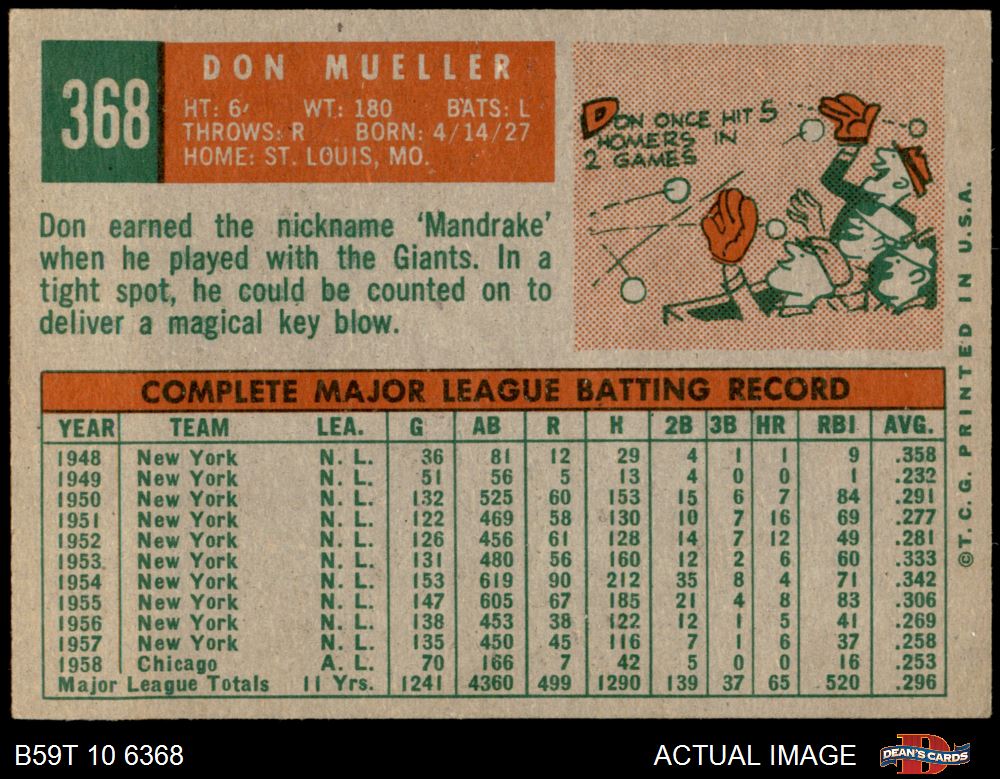 368
DON MUELLER
HT: 6' WT: 180 BATS: L
THROWS: R BORN: 4/14/27
HOME: ST. LOUIS, MO.
DON ONCE HIT 5
HOMERS IN
2 GAMES
Don earned the nickname 'Mandrake'
when he played with the Giants. In a
tight spot, he could be counted on to
deliver a magical key blow.
COMPLETE MAJOR LEAGUE BATTING RECORD
YEAR TEAM LEA. G AB R H 2B 3B HR RBI AVG.
1948 New York N. L. 36 81 12 29 4 1 1 9 .358
1949 New York N. L. 51 56 5 13 4 0 0 1 .232
1950 New York N. L. 132 525 60 153 15 6 7 84 .291
1951 New York N. L. 122 469 58 130 10 7 16 69 .277
1952 New York N. L. 126 456 61 128 14 7 12 49 .281
1953 New York N. L. 131 480 56 160 12 2 6 60 .333
1954 New York N. L. 153 619 90 212 35 8 4 71 .342
1955 New York N. L. 147 605 67 185 21 4 8 83 .306
1956 New York N. L. 138 453 38 122 12 1 5 41 .269
1957 New York N. L. 135 450 45 116 7 1 6 37 .258
1958 Chicago A. L. 70 166 7 42 5 0 0 16 .253
Major League Totals 11 Yrs. 1241 4360 499 1290 139 37 65 520 .296
©T.C.G. PRINTED IN U.S.A.
B59T 10 6368
ACTUAL IMAGE
D
DEAN'S CARDS